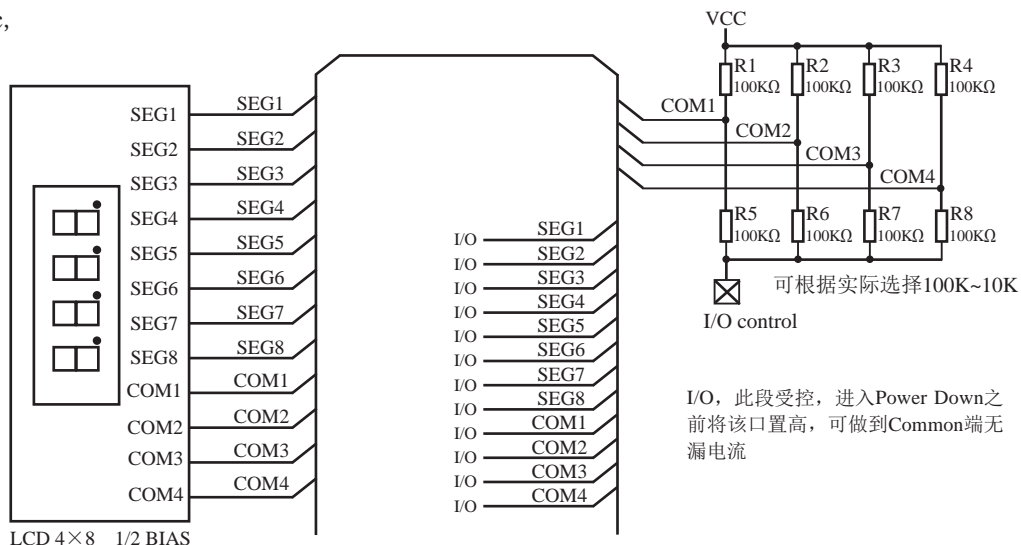 c,
VCC
R1
100KΩ
R2
100KΩ
R3
100KΩ
R4
100KΩ
COM1
COM2
COM3
COM4
R5
100KΩ
R6
100KΩ
R7
100KΩ
R8
100KΩ
可根据实际选择100K~10K
I/O control
I/O，此段受控，进入Power Down之
前将该口置高，可做到Common端无
漏电流
SEG1
SEG2
SEG3
SEG4
SEG5
SEG6
SEG7
SEG8
COM1
COM2
COM3
COM4
SEG1
SEG2
SEG3
SEG4
SEG5
SEG6
SEG7
SEG8
COM1
COM2
COM3
COM4
I/O SEG1
I/O SEG2
I/O SEG3
I/O SEG4
I/O SEG5
I/O SEG6
I/O SEG7
I/O SEG8
I/O COM1
I/O COM2
I/O COM3
I/O COM4
LCD 4×8 1/2 BIAS